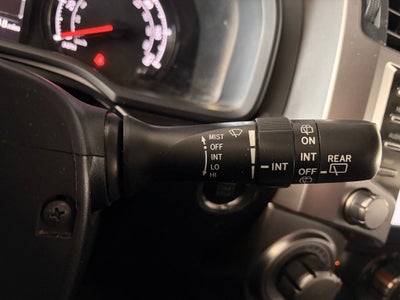 MIST
OFF
INT
LO
HI
INT
ON
INT
OFF
REAR